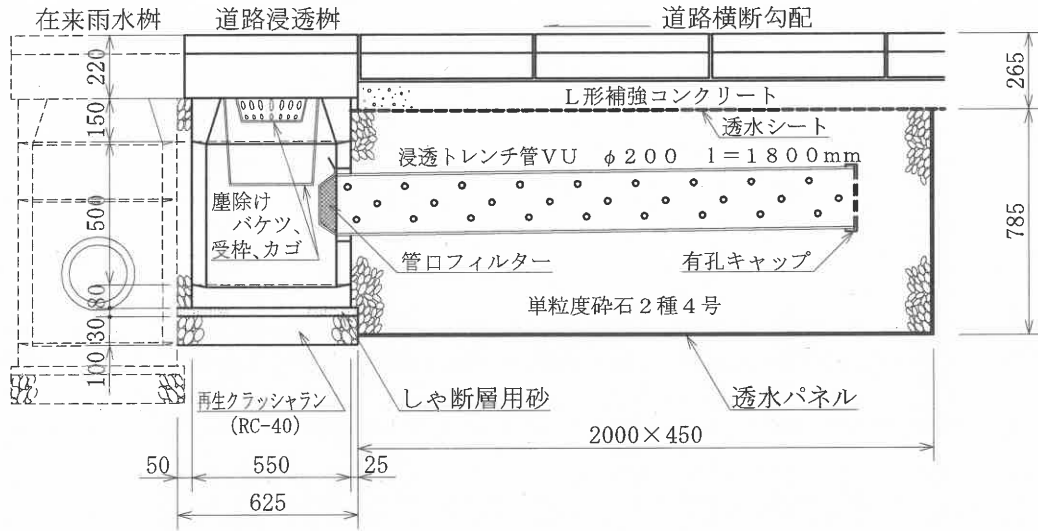 在来雨水桝
道路浸透桝
道路横断勾配
220
150
500
80
30
100
265
785
L形補強コンクリート
透水シート
浸透トレンチ管VU φ200 l=1800mm
塵除け
バケツ、
受枠、カゴ
管口フィルター
有孔キャップ
単粒度砕石2種4号
再生クラッシャラン
(RC-40)
しゃ断層用砂
透水パネル
2000×450
50
550
25
625